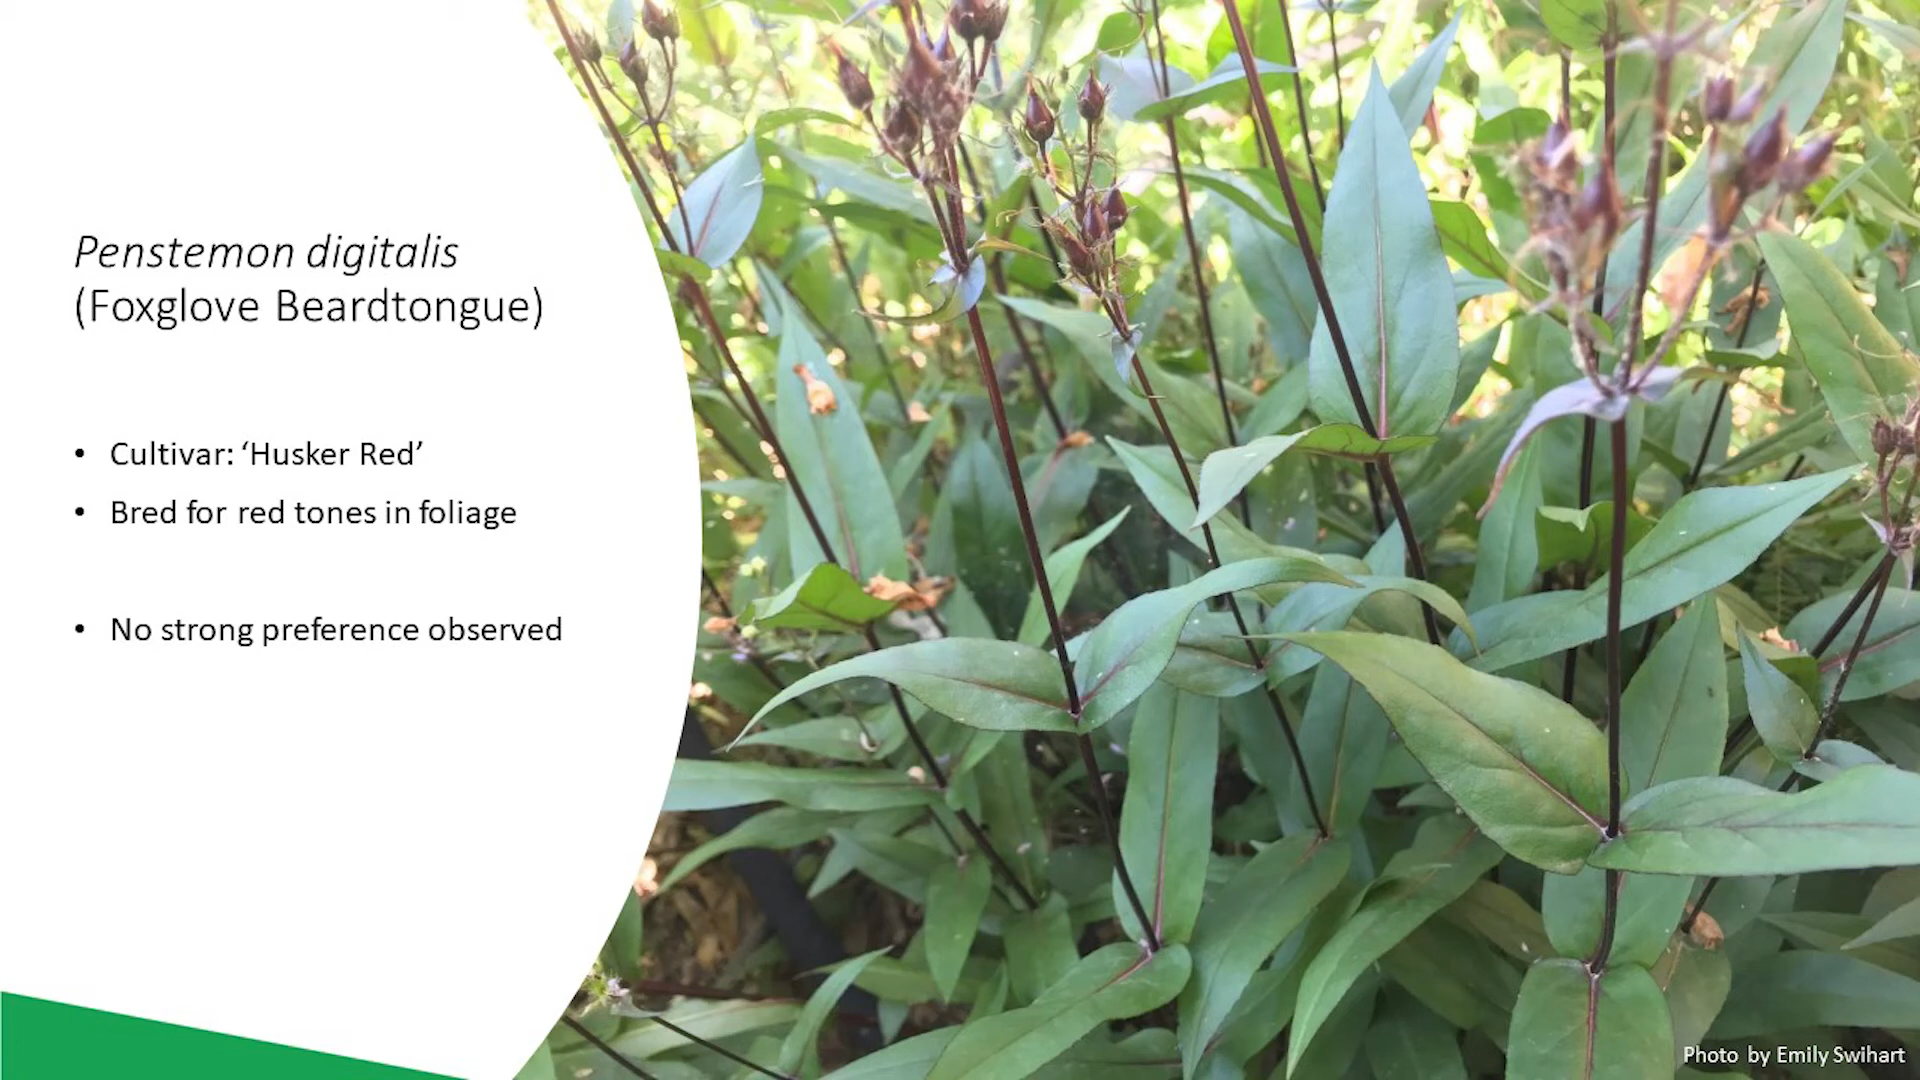 Penstemon digitalis
(Foxglove Beardtongue)
• Cultivar: ‘Husker Red’
• Bred for red tones in foliage
• No strong preference observed
Photo by Emily Swihart